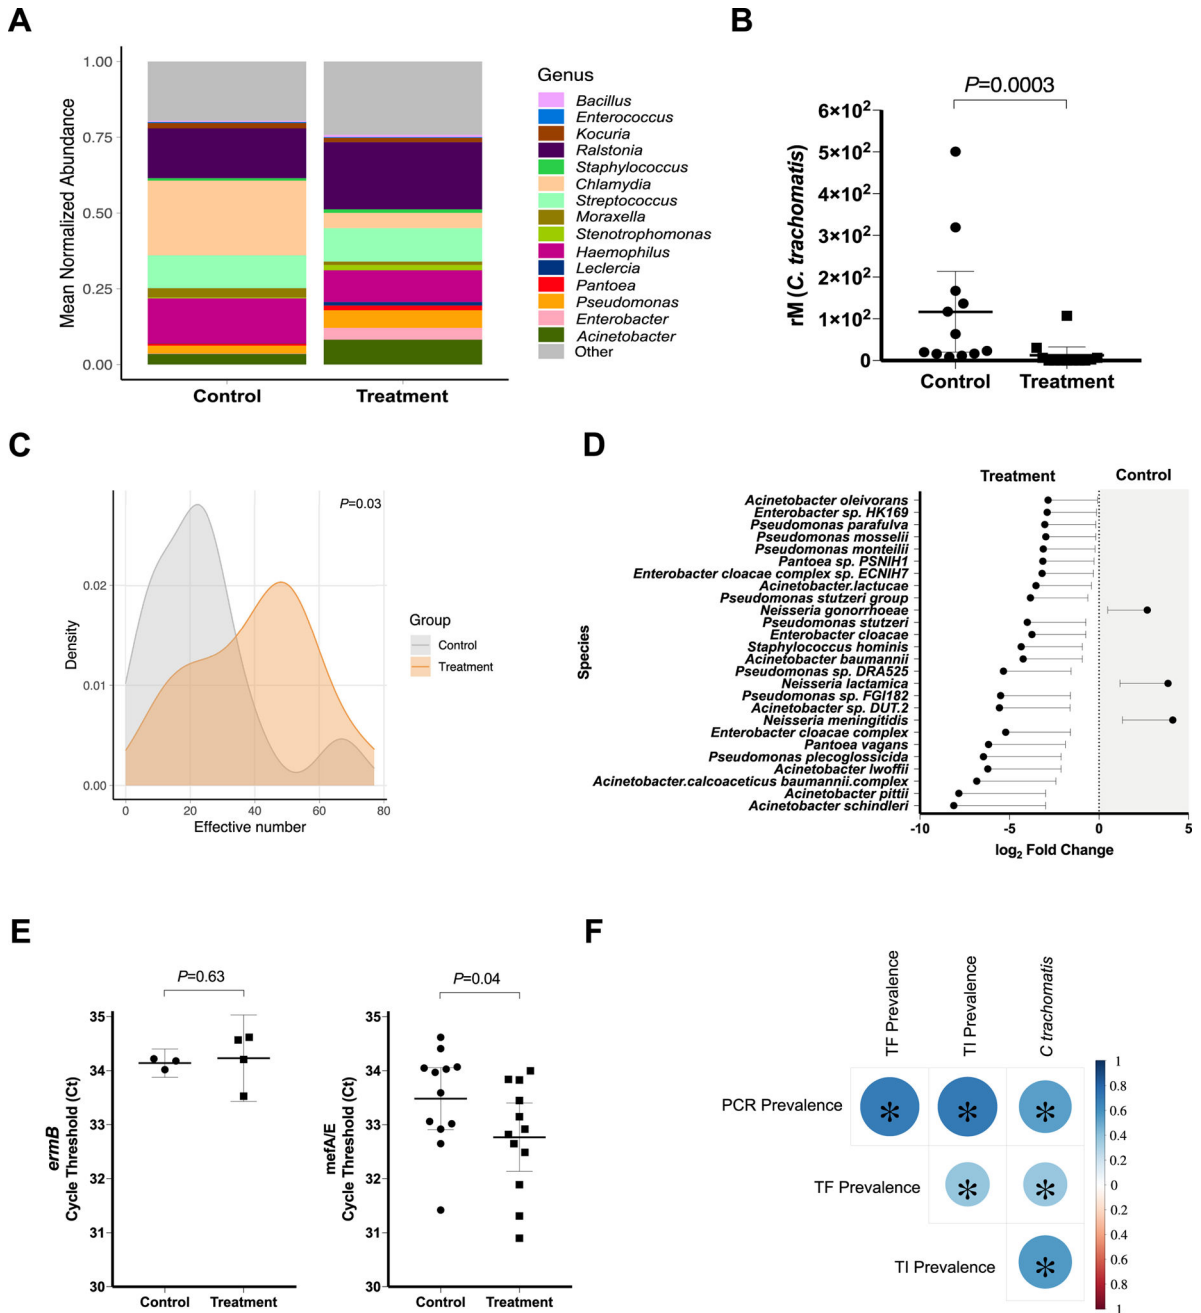 A
1.00
0.75
0.50
0.25
0.00
Mean Normalized Abundance
Control
Treatment
Genus
Bacillus
Enterococcus
Kocuria
Ralstonia
Staphylococcus
Chlamydia
Streptococcus
Moraxella
Stenotrophomonas
Haemophilus
Leclercia
Pantoea
Pseudomonas
Enterobacter
Acinetobacter
Other
B
P=0.0003
6×10²
5×10²
4×10²
3×10²
2×10²
1×10²
0
rM (C. trachomatis)
Control
Treatment
C
P=0.03
0.02
0.01
0.00
Density
0
20
40
60
80
Effective number
Group
Control
Treatment
D
Treatment
Control
Species
Acinetobacter oleivorans
Enterobacter sp. HK169
Pseudomonas parafulva
Pseudomonas mosselii
Pseudomonas monteilii
Pantoea sp. PSNIH1
Enterobacter cloacae complex sp. ECNIH7
Acinetobacter.lactucae
Pseudomonas stutzeri group
Neisseria gonorrhoeae
Pseudomonas stutzeri
Enterobacter cloacae
Staphylococcus hominis
Acinetobacter baumannii
Pseudomonas sp. DRA525
Neisseria lactamica
Pseudomonas sp. FGI182
Acinetobacter sp. DUT.2
Neisseria meningitidis
Enterobacter cloacae complex
Pantoea vagans
Pseudomonas plecoglossicida
Acinetobacter lwoffii
Acinetobacter.calcoaceticus baumannii.complex
Acinetobacter pittii
Acinetobacter schindleri
-10
-5
0
5
log₂ Fold Change
E
P=0.63
35
34
33
32
31
30
ermB
Cycle Threshold (Ct)
Control
Treatment
P=0.04
35
34
33
32
31
30
mefA/E
Cycle Threshold (Ct)
Control
Treatment
F
TF Prevalence
TI Prevalence
C trachomatis
PCR Prevalence
* * *
TF Prevalence
* *
TI Prevalence
*
1
0.8
0.6
0.4
0.2
0
0.2
0.4
0.6
0.8
1